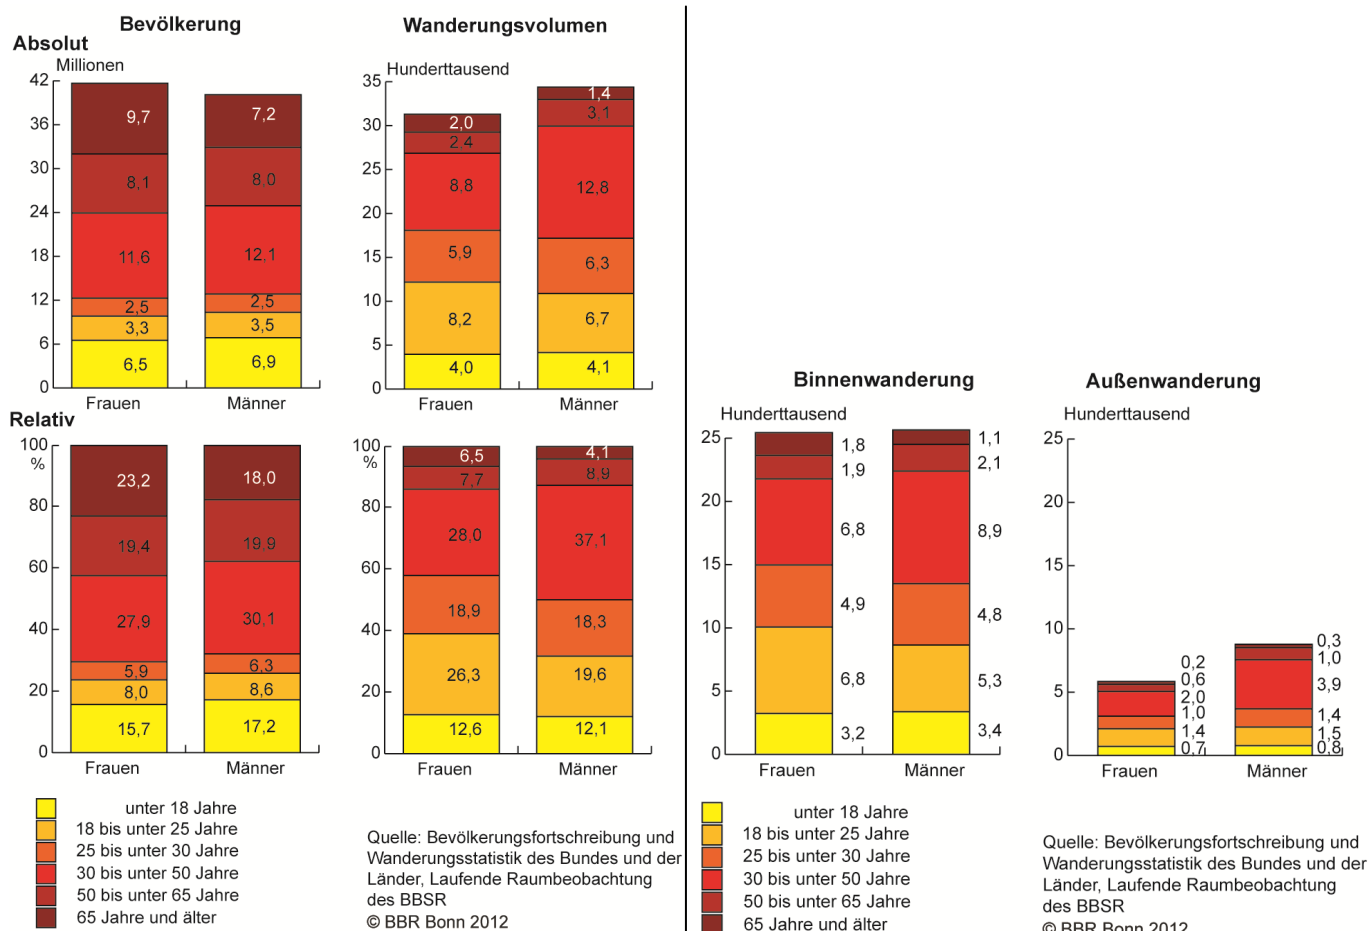 Bevölkerung
Wanderungsvolumen
Absolut
Millionen
42
36
30
24
18
12
6
0
9,7
8,1
11,6
2,5
3,3
6,5
7,2
8,0
12,1
2,5
3,5
6,9
Frauen
Männer
Hunderttausend
35
30
25
20
15
10
5
0
2,0
2,4
8,8
5,9
8,2
4,0
1,4
3,1
12,8
6,3
6,7
4,1
Frauen
Männer
Relativ
100
%
80
60
40
20
0
23,2
19,4
27,9
5,9
8,0
15,7
18,0
19,9
30,1
6,3
8,6
17,2
Frauen
Männer
100
%
80
60
40
20
0
6,5
7,7
28,0
18,9
26,3
12,6
4,1
8,9
37,1
18,3
19,6
12,1
Frauen
Männer
unter 18 Jahre
18 bis unter 25 Jahre
25 bis unter 30 Jahre
30 bis unter 50 Jahre
50 bis unter 65 Jahre
65 Jahre und älter
Quelle: Bevölkerungsfortschreibung und
Wanderungsstatistik des Bundes und der
Länder, Laufende Raumbeobachtung
des BBSR
© BBR Bonn 2012
Binnenwanderung
Hunderttausend
25
20
15
10
5
0
1,8
1,9
6,8
4,9
6,8
3,2
1,1
2,1
8,9
4,8
5,3
3,4
Frauen
Männer
Außenwanderung
Hunderttausend
25
20
15
10
5
0
0,2
0,6
2,0
1,0
1,4
0,7
0,3
1,0
3,9
1,4
1,5
0,8
Frauen
Männer
unter 18 Jahre
18 bis unter 25 Jahre
25 bis unter 30 Jahre
30 bis unter 50 Jahre
50 bis unter 65 Jahre
65 Jahre und älter
Quelle: Bevölkerungsfortschreibung und
Wanderungsstatistik des Bundes und der
Länder, Laufende Raumbeobachtung
des BBSR
© BBR Bonn 2012